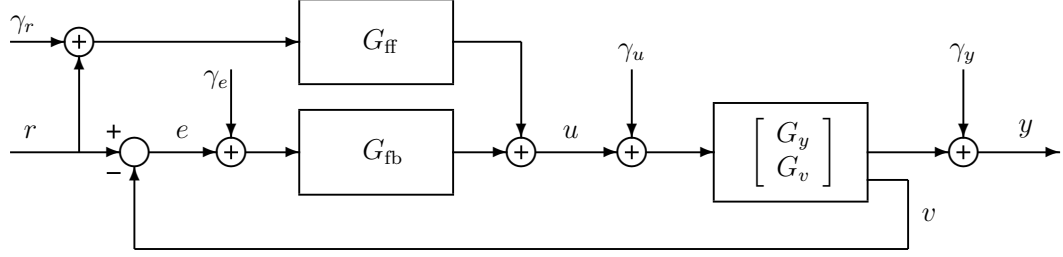 γ_r
+
G_ff
γ_e
γ_u
γ_y
r
+
−
e
+
G_fb
+
u
+
[ G_y
G_v ]
+
y
v